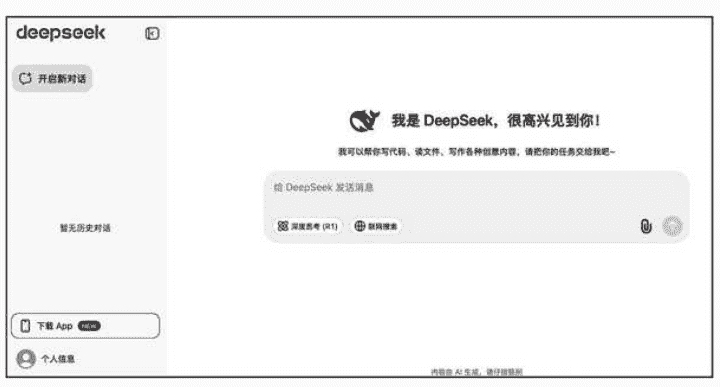 deepseek
开启新对话
我是 DeepSeek，很高兴见到你！
我可以帮你写代码、读文件、写作各种创意内容，请把你的任务交给我吧~
给 DeepSeek 发送消息
深度思考 (R1)
联网搜索
暂无历史对话
下载 App NEW
个人信息
内容由 AI 生成，请仔细甄别